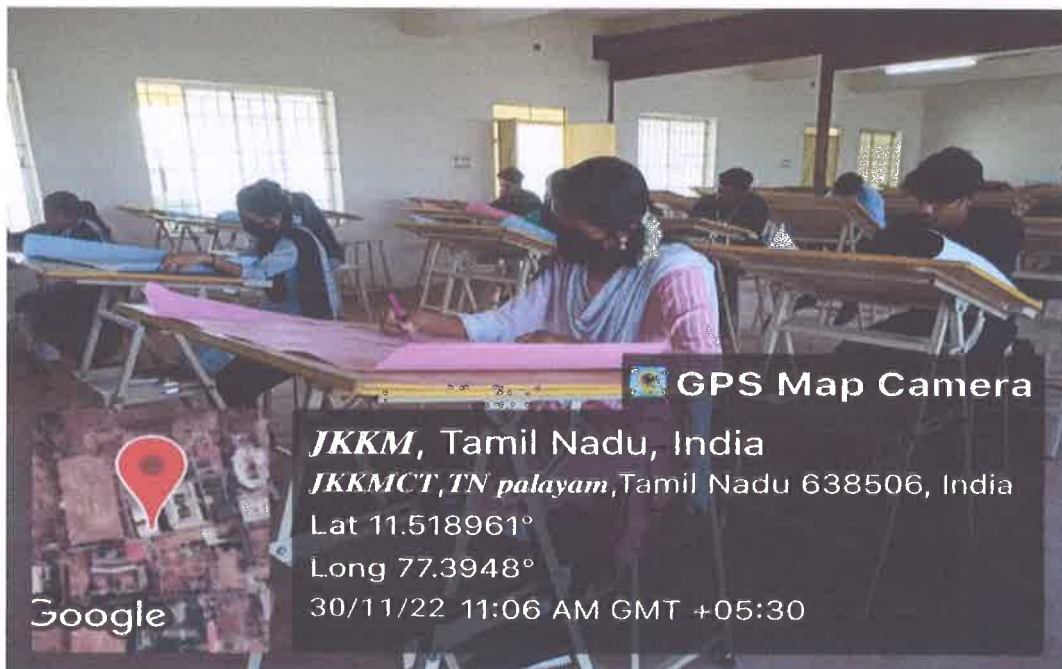 GPS Map Camera
JKKM, Tamil Nadu, India
JKKMCT,TN palayam,Tamil Nadu 638506, India
Lat 11.518961°
Long 77.3948°
30/11/22 11:06 AM GMT +05:30
Google